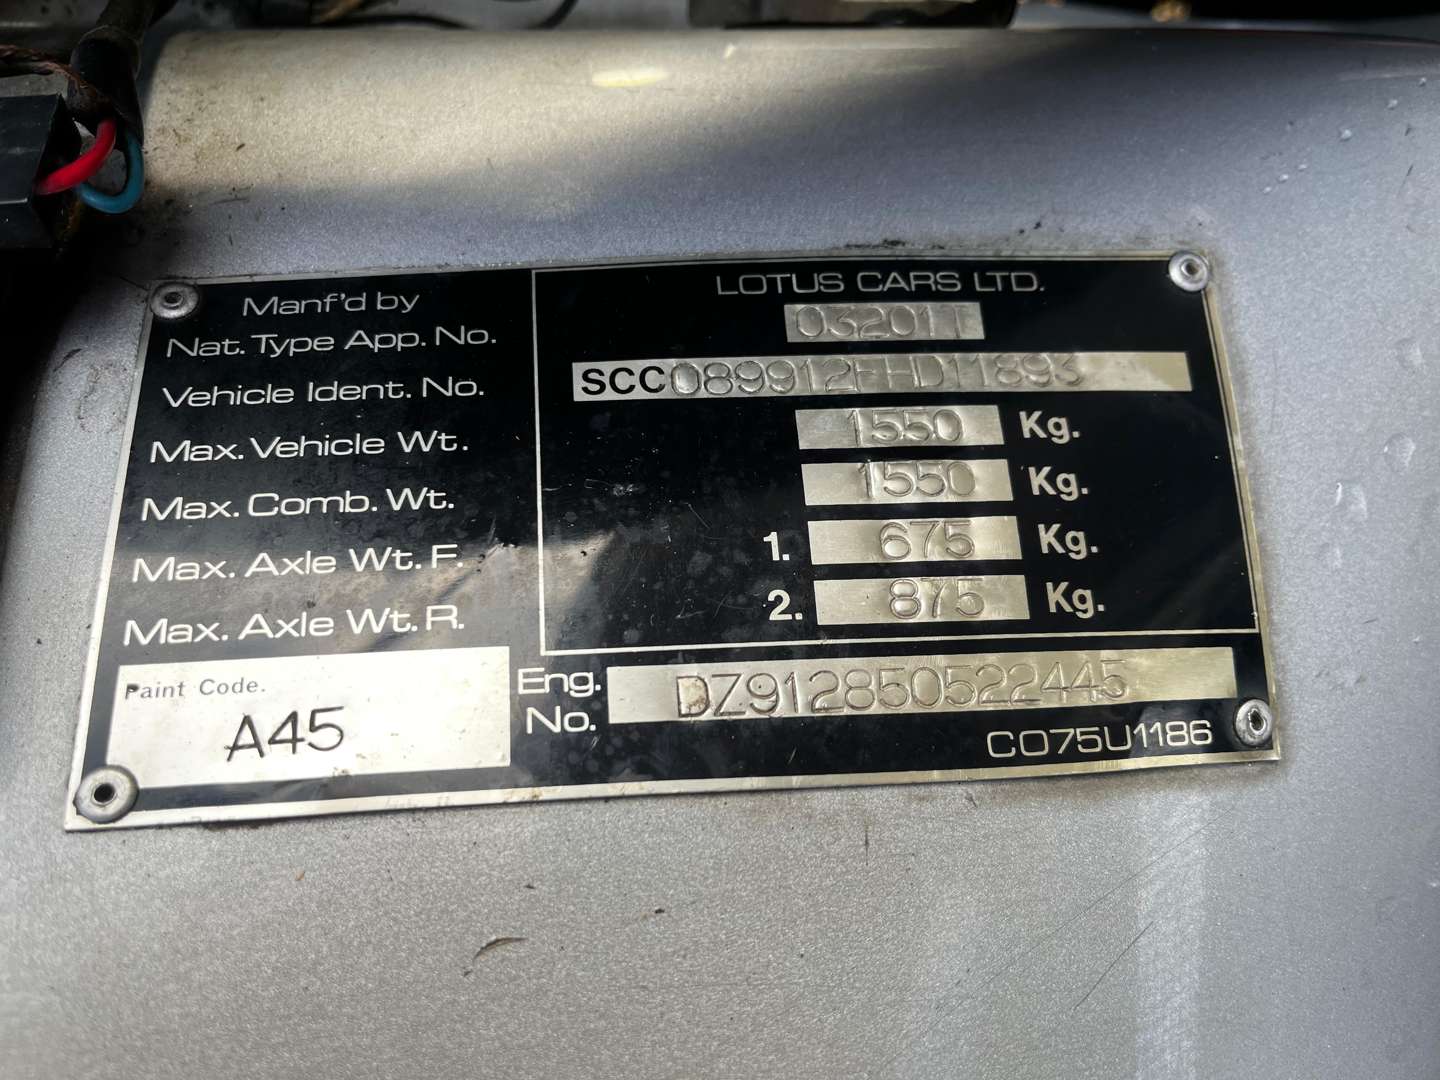 Manf'd by LOTUS CARS LTD.
Nat. Type App. No. 03201T
Vehicle Ident. No. SCC089912FHD11893
Max. Vehicle Wt. 1550 Kg.
Max. Comb. Wt. 1550 Kg.
Max. Axle Wt. F. 1. 675 Kg.
Max. Axle Wt. R. 2. 875 Kg.
Paint Code.
A45
Eng. No. DZ912850522445
CO75U1186